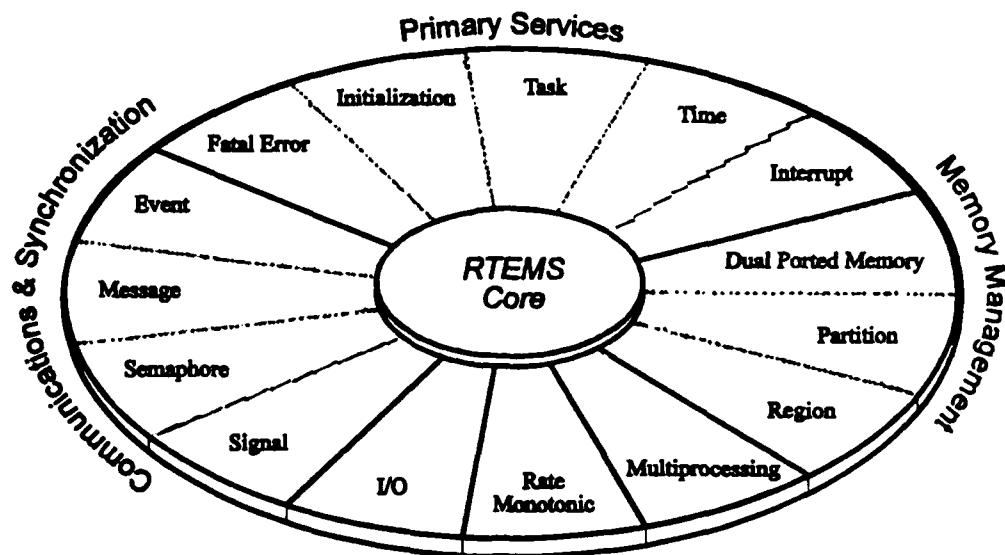 Primary Services
Communications & Synchronization
Memory Management
Initialization
Task
Time
Fatal Error
Interrupt
Event
Dual Ported Memory
Message
RTEMS
Core
Partition
Semaphore
Region
Signal
I/O
Rate
Monotonic
Multiprocessing